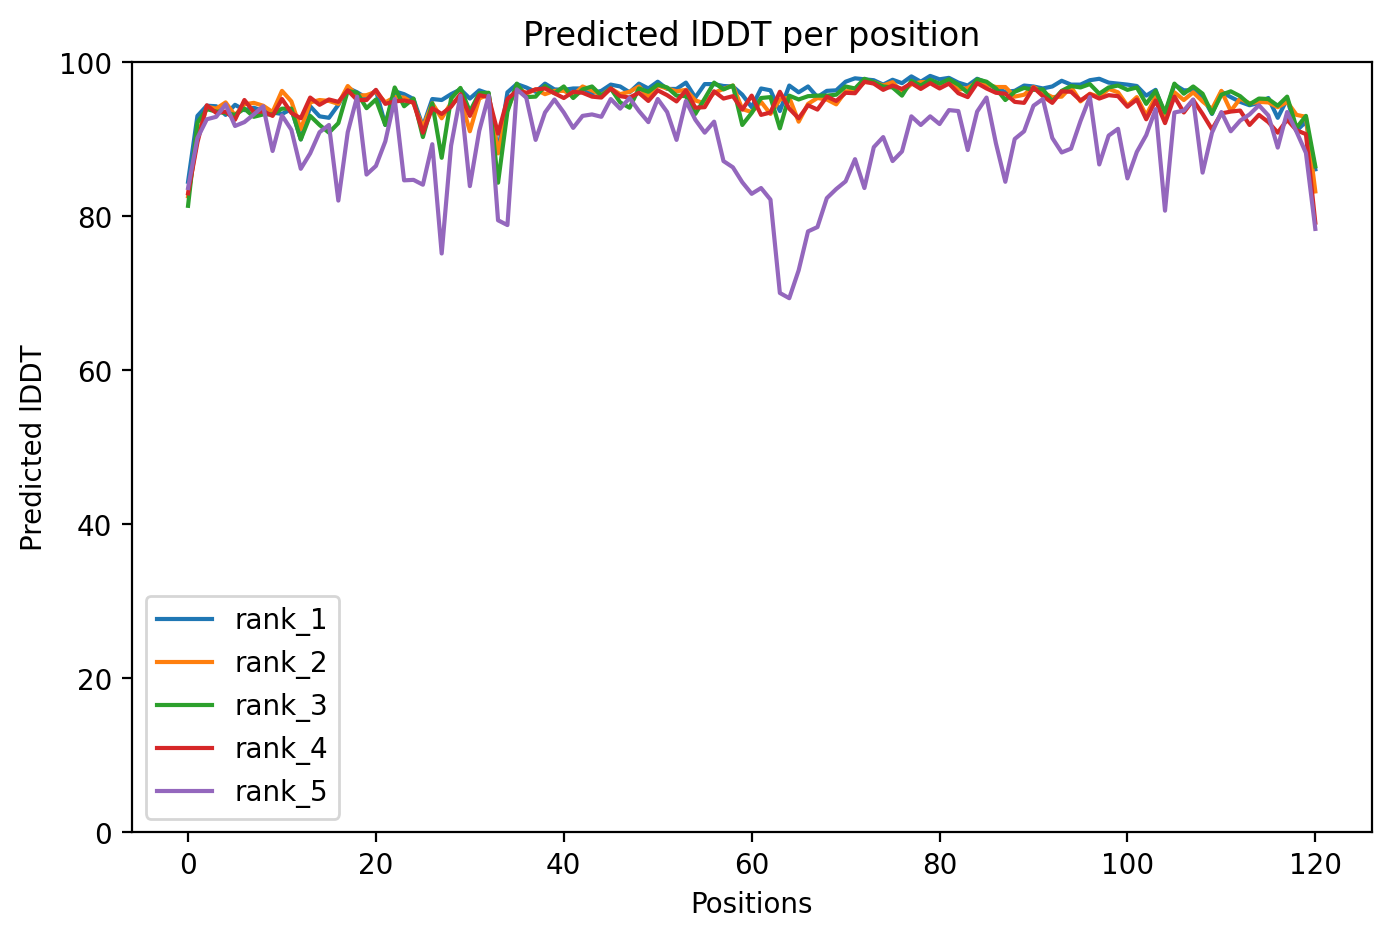 Predicted lDDT per position
100
80
60
40
20
0
Predicted lDDT
rank_1
rank_2
rank_3
rank_4
rank_5
0 20 40 60 80 100 120
Positions